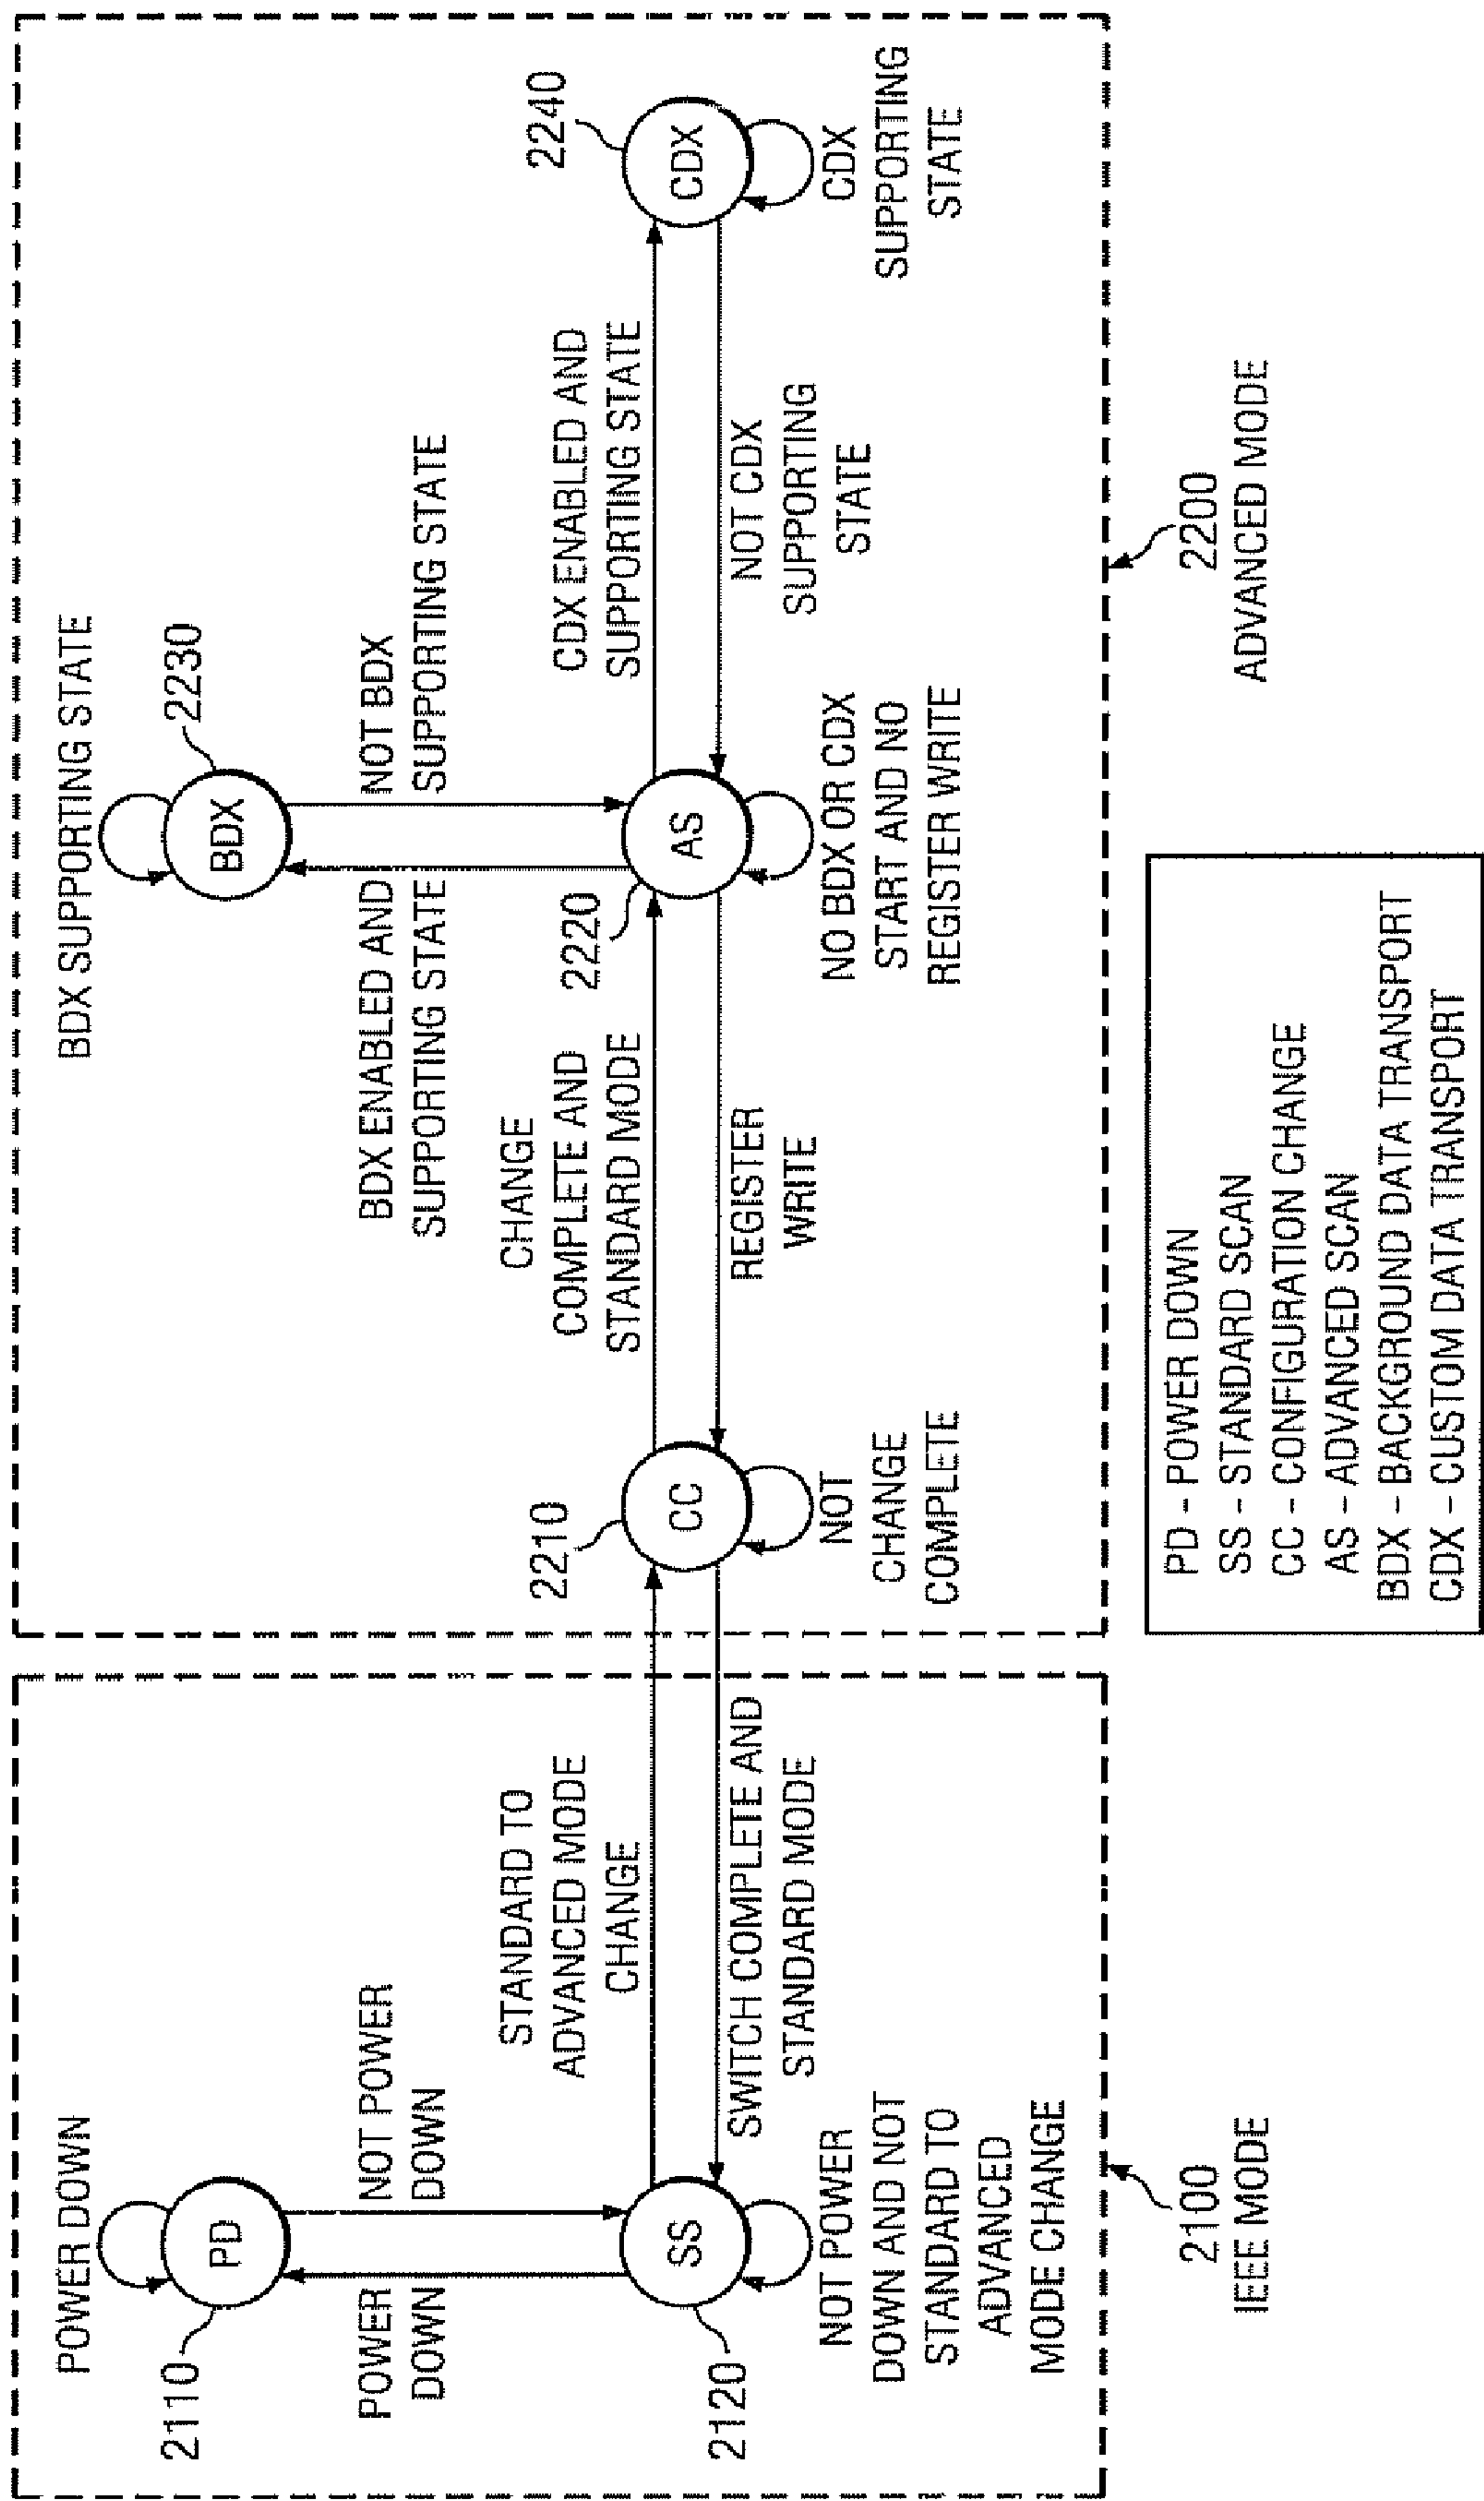 POWER DOWN
2110
PD
POWER
DOWN
NOT POWER
DOWN
SS
2120
NOT POWER
DOWN AND NOT
STANDARD TO
ADVANCED
MODE CHANGE
2100
IEEE MODE
STANDARD TO
ADVANCED MODE
CHANGE
SWITCH COMPLETE AND
STANDARD MODE
2210
CC
NOT
CHANGE
COMPLETE
CHANGE
COMPLETE AND
STANDARD MODE
REGISTER
WRITE
BDX SUPPORTING STATE
BDX
2230
BDX ENABLED AND
SUPPORTING STATE
NOT BDX
SUPPORTING STATE
2220
AS
NO BDX OR CDX
START AND NO
REGISTER WRITE
CDX ENABLED AND
SUPPORTING STATE
NOT CDX
SUPPORTING
STATE
2240
CDX
CDX
SUPPORTING
STATE
2200
ADVANCED MODE
PD - POWER DOWN
SS - STANDARD SCAN
CC - CONFIGURATION CHANGE
AS - ADVANCED SCAN
BDX - BACKGROUND DATA TRANSPORT
CDX - CUSTOM DATA TRANSPORT